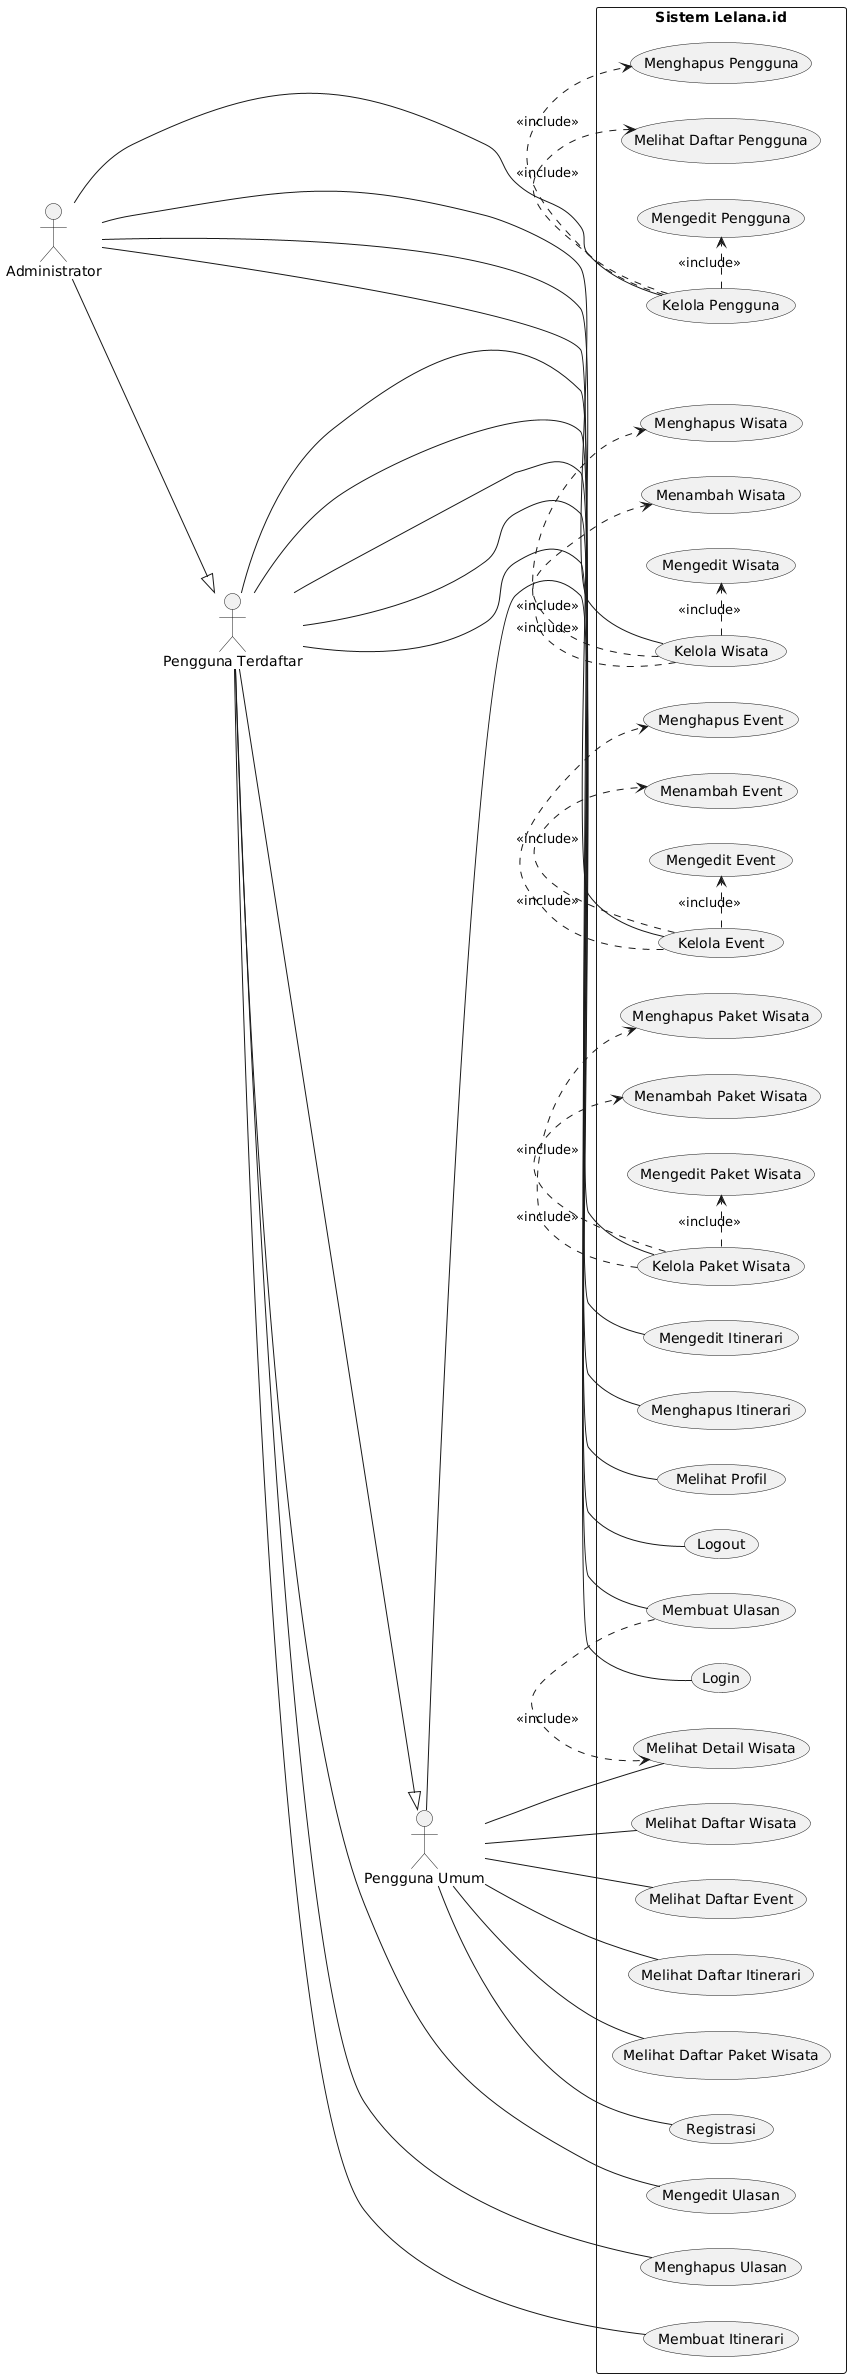 Sistem Lelana.id
Menghapus Pengguna
«include»
Melihat Daftar Pengguna
«include»
Mengedit Pengguna
«include»
Administrator
Kelola Pengguna
Menghapus Wisata
Menambah Wisata
Mengedit Wisata
«include»
«include»
«include»
Kelola Wisata
Pengguna Terdaftar
Menghapus Event
Menambah Event
«include»
Mengedit Event
«include»
«include»
Kelola Event
Menghapus Paket Wisata
Menambah Paket Wisata
«include»
Mengedit Paket Wisata
«include»
«include»
Kelola Paket Wisata
Mengedit Itinerari
Menghapus Itinerari
Melihat Profil
Logout
Membuat Ulasan
Login
«include»
Melihat Detail Wisata
Melihat Daftar Wisata
Pengguna Umum
Melihat Daftar Event
Melihat Daftar Itinerari
Melihat Daftar Paket Wisata
Registrasi
Mengedit Ulasan
Menghapus Ulasan
Membuat Itinerari